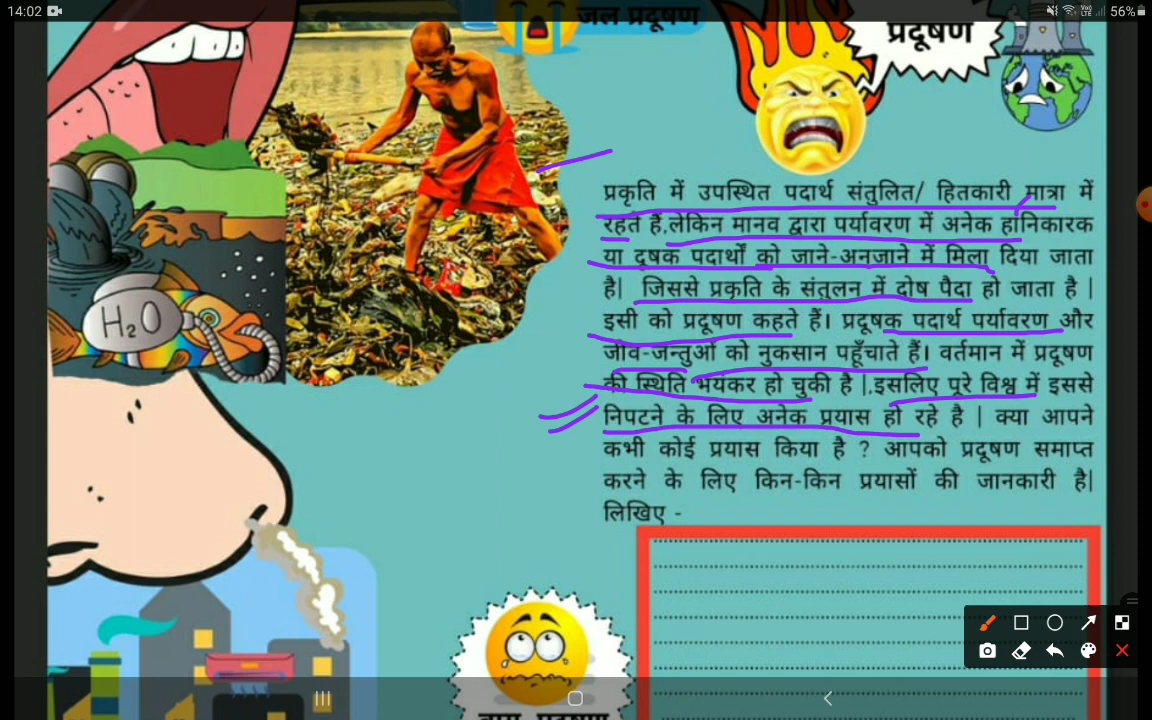 14:02
56%
जल प्रदूषण
प्रदूषण
प्रकृति में उपस्थित पदार्थ संतुलित/ हितकारी मात्रा में
रहते हैं.लेकिन मानव द्वारा पर्यावरण में अनेक हानिकारक
या दूषक पदार्थों को जाने-अनजाने में मिला दिया जाता
है| जिससे प्रकृति के संतुलन में दोष पैदा हो जाता है |
इसी को प्रदूषण कहते हैं। प्रदूषक पदार्थ पर्यावरण और
जीव-जन्तुओं को नुकसान पहूँचाते हैं। वर्तमान में प्रदूषण
की स्थिति भयंकर हो चुकी है |.इसलिए पूरे विश्व में इससे
निपटने के लिए अनेक प्रयास हो रहे है | क्या आपने
कभी कोई प्रयास किया है ? आपको प्रदूषण समाप्त
करने के लिए किन-किन प्रयासों की जानकारी है|
लिखिए -
H₂O